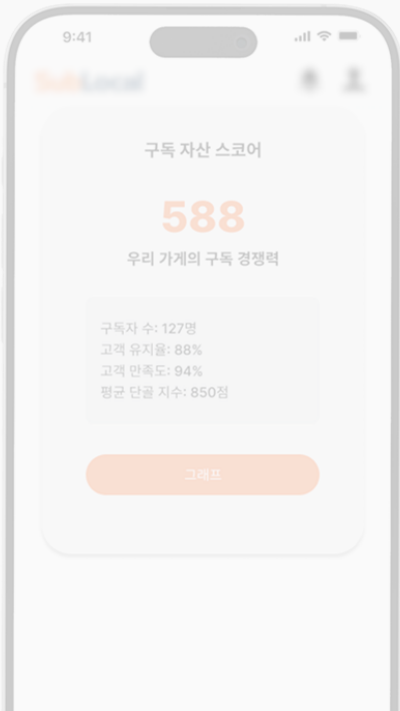 9:41
SubLocal
구독 자산 스코어
588
우리 가게의 구독 경쟁력
구독자 수: 127명
고객 유지율: 88%
고객 만족도: 94%
평균 단골 지수: 850점
그래프